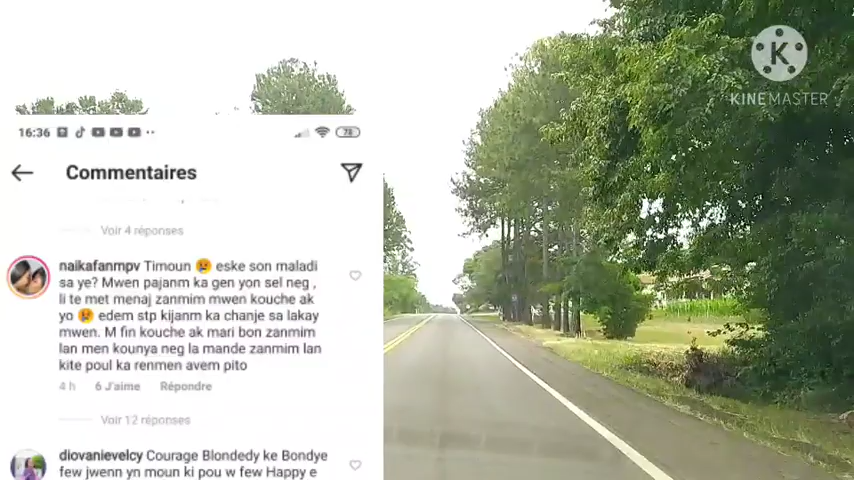 KINEMASTER
16:36
78
Commentaires
Voir 4 réponses
naikafanmpv Timoun 😢 eske son maladi
sa ye? Mwen pajanm ka gen yon sel neg ,
li te met menaj zanmim mwen kouche ak
yo 😢 edem stp kijanm ka chanje sa lakay
mwen. M fin kouche ak mari bon zanmim
lan men kounya neg la mande zanmim lan
kite poul ka renmen avem pito
4 h 6 J'aime Répondre
Voir 12 réponses
diovanievelcy Courage Blondedy ke Bondye
few jwenn yn moun ki pou w few Happy e